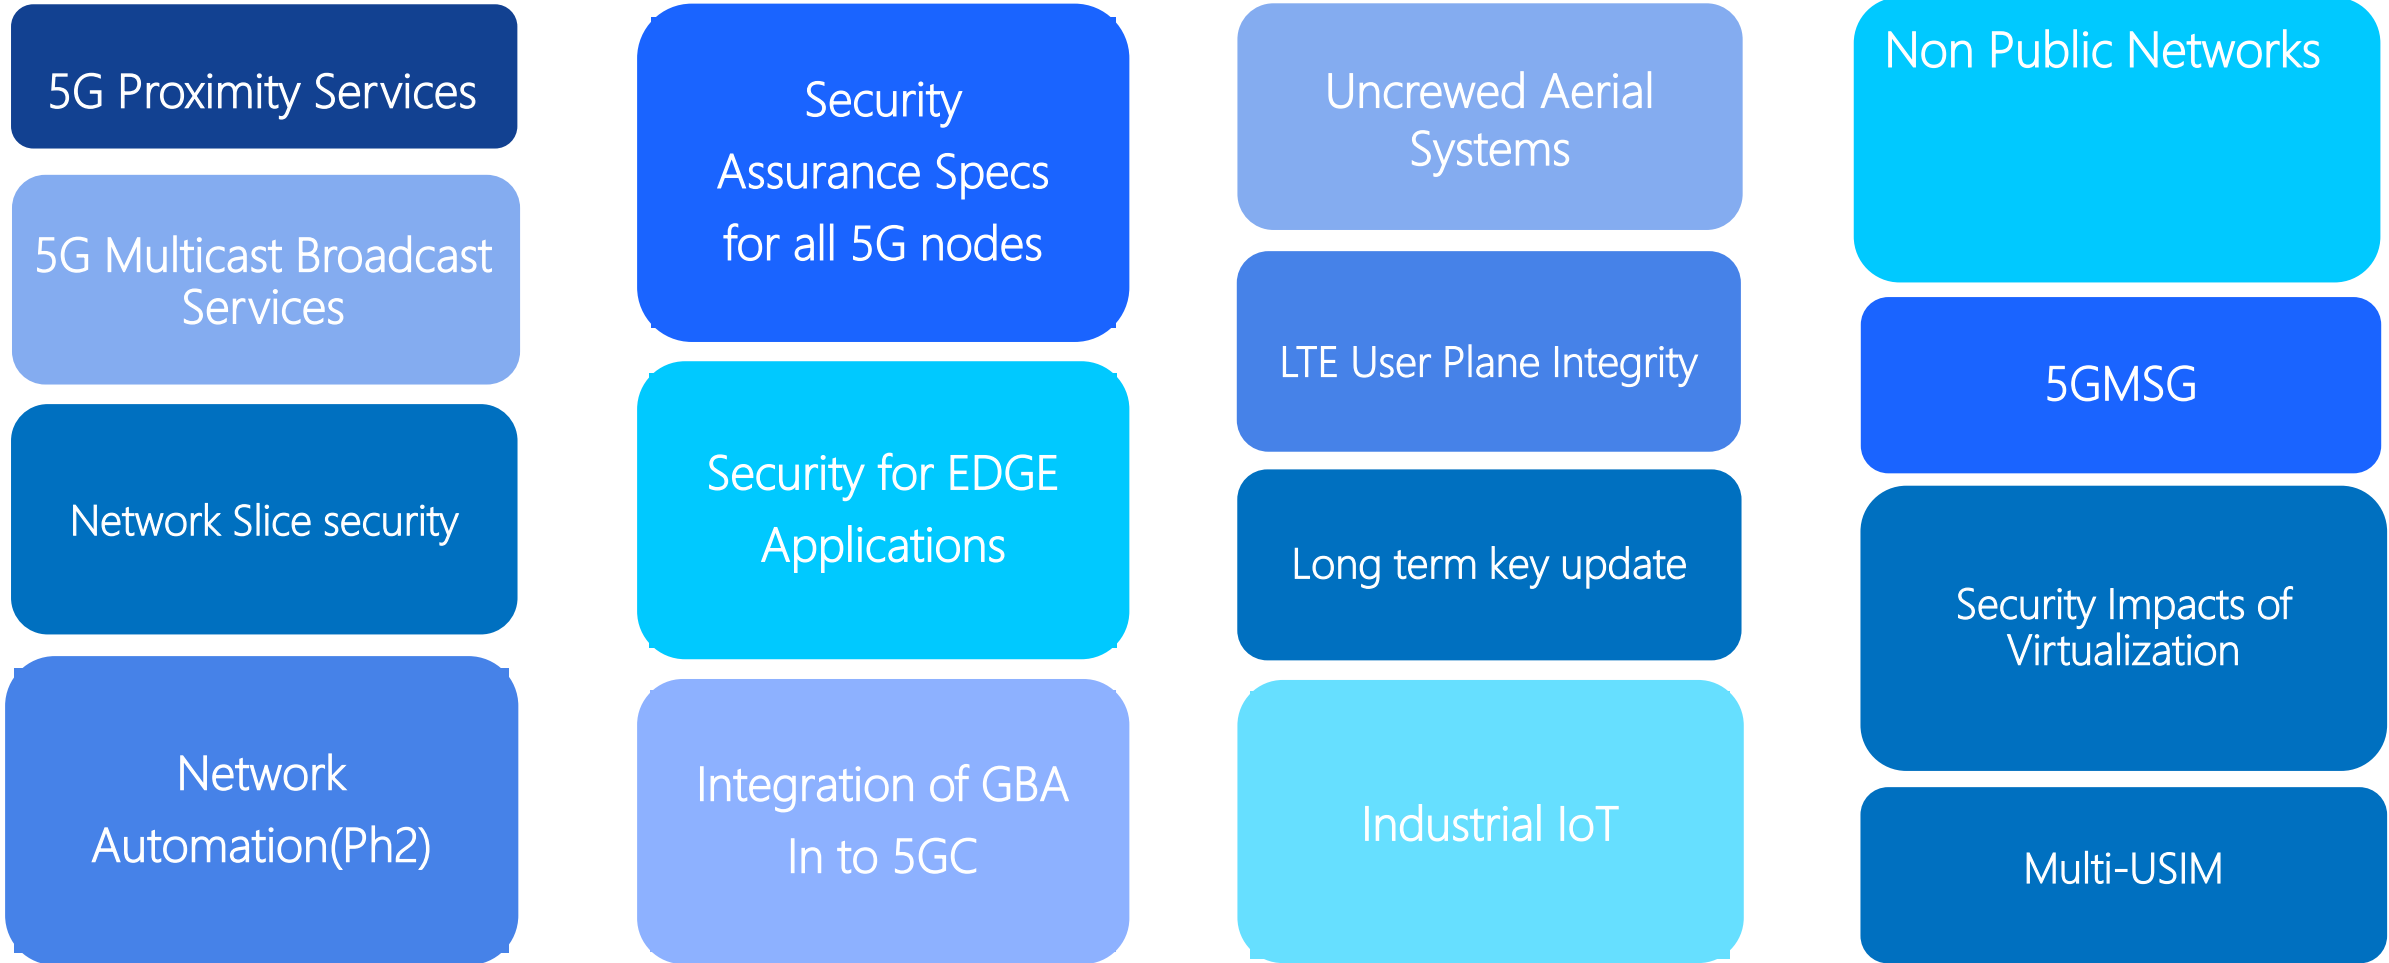 5G Proximity Services
5G Multicast Broadcast
Services
Network Slice security
Network
Automation(Ph2)
Security
Assurance Specs
for all 5G nodes
Security for EDGE
Applications
Integration of GBA
In to 5GC
Uncrewed Aerial
Systems
LTE User Plane Integrity
Long term key update
Industrial IoT
Non Public Networks
5GMSG
Security Impacts of
Virtualization
Multi-USIM